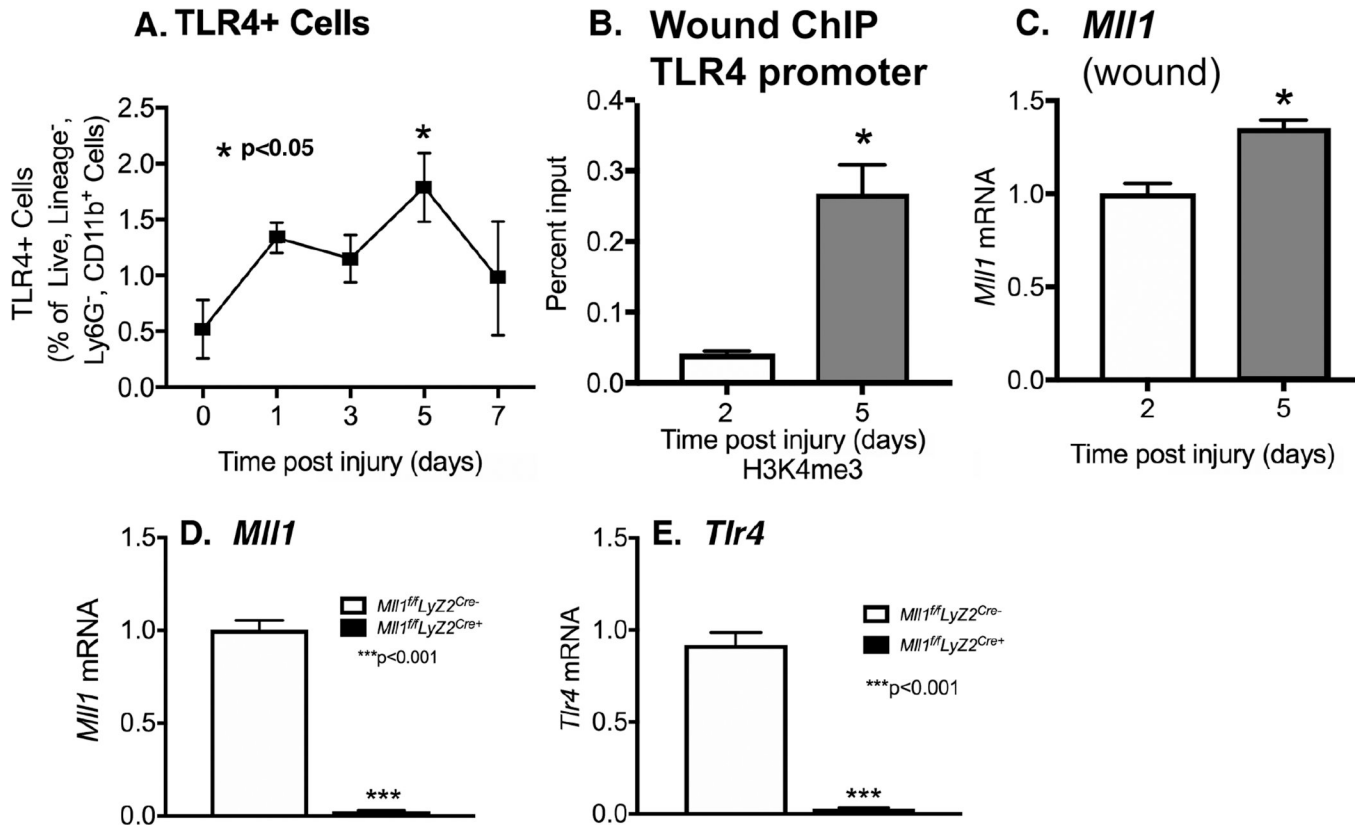 A. TLR4+ Cells
TLR4+ Cells
(% of Live, Lineage⁻,
Ly6G⁻, CD11b⁺ Cells)
2.5
2.0
1.5
1.0
0.5
0.0
* p<0.05
*
0 1 3 5 7
Time post injury (days)
B. Wound ChIP
TLR4 promoter
Percent input
0.4
0.3
0.2
0.1
0.0
*
2 5
Time post injury (days)
H3K4me3
C. Mll1
(wound)
Mll1 mRNA
1.5
1.0
0.5
0.0
*
2 5
Time post injury (days)
D. Mll1
Mll1 mRNA
1.5
1.0
0.5
0.0
Mll1f/fLyZ2Cre-
Mll1f/fLyZ2Cre+
***p<0.001
***
E. Tlr4
Tlr4 mRNA
1.5
1.0
0.5
0.0
Mll1f/fLyZ2Cre-
Mll1f/fLyZ2Cre+
***p<0.001
***